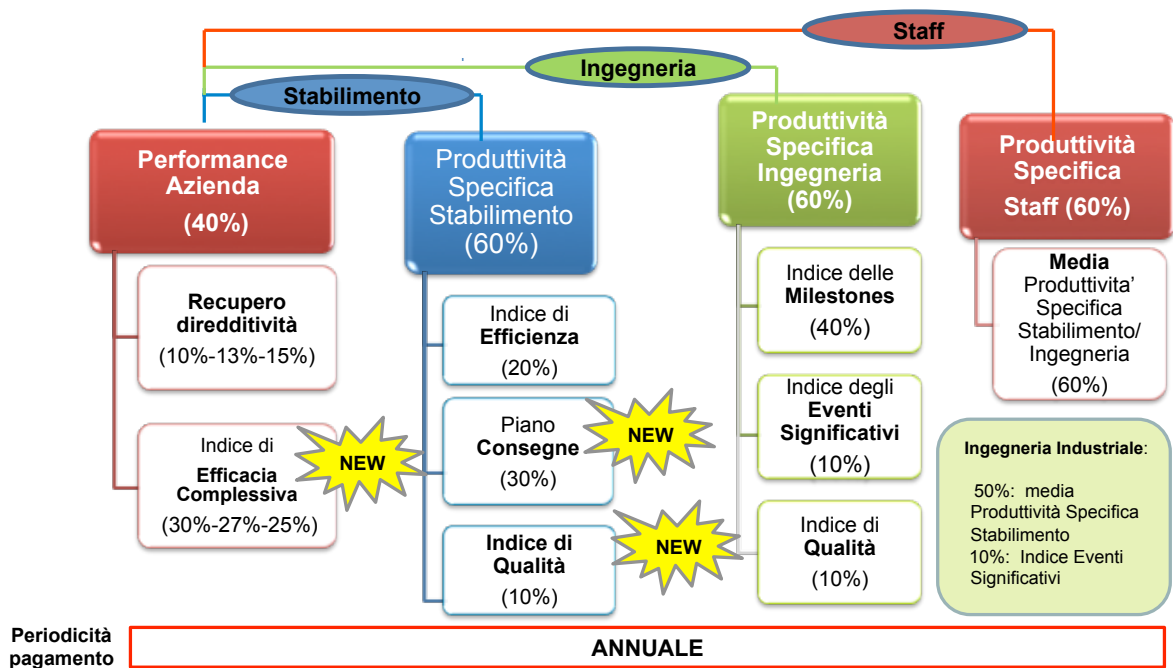 Staff
Ingegneria
Stabilimento
Performance
Azienda
(40%)
Recupero
diredditività
(10%-13%-15%)
Indice di
Efficacia
Complessiva
(30%-27%-25%)
NEW
Produttività
Specifica
Stabilimento
(60%)
Indice di
Efficienza
(20%)
Piano
Consegne
(30%)
NEW
Indice di
Qualità
(10%)
NEW
Produttività
Specifica
Ingegneria
(60%)
Indice delle
Milestones
(40%)
Indice degli
Eventi
Significativi
(10%)
Indice di
Qualità
(10%)
Produttività
Specifica
Staff (60%)
Media
Produttivita'
Specifica
Stabilimento/
Ingegneria
(60%)
Ingegneria Industriale:
50%: media
Produttività Specifica
Stabilimento
10%: Indice Eventi
Significativi
Periodicità
pagamento
ANNUALE